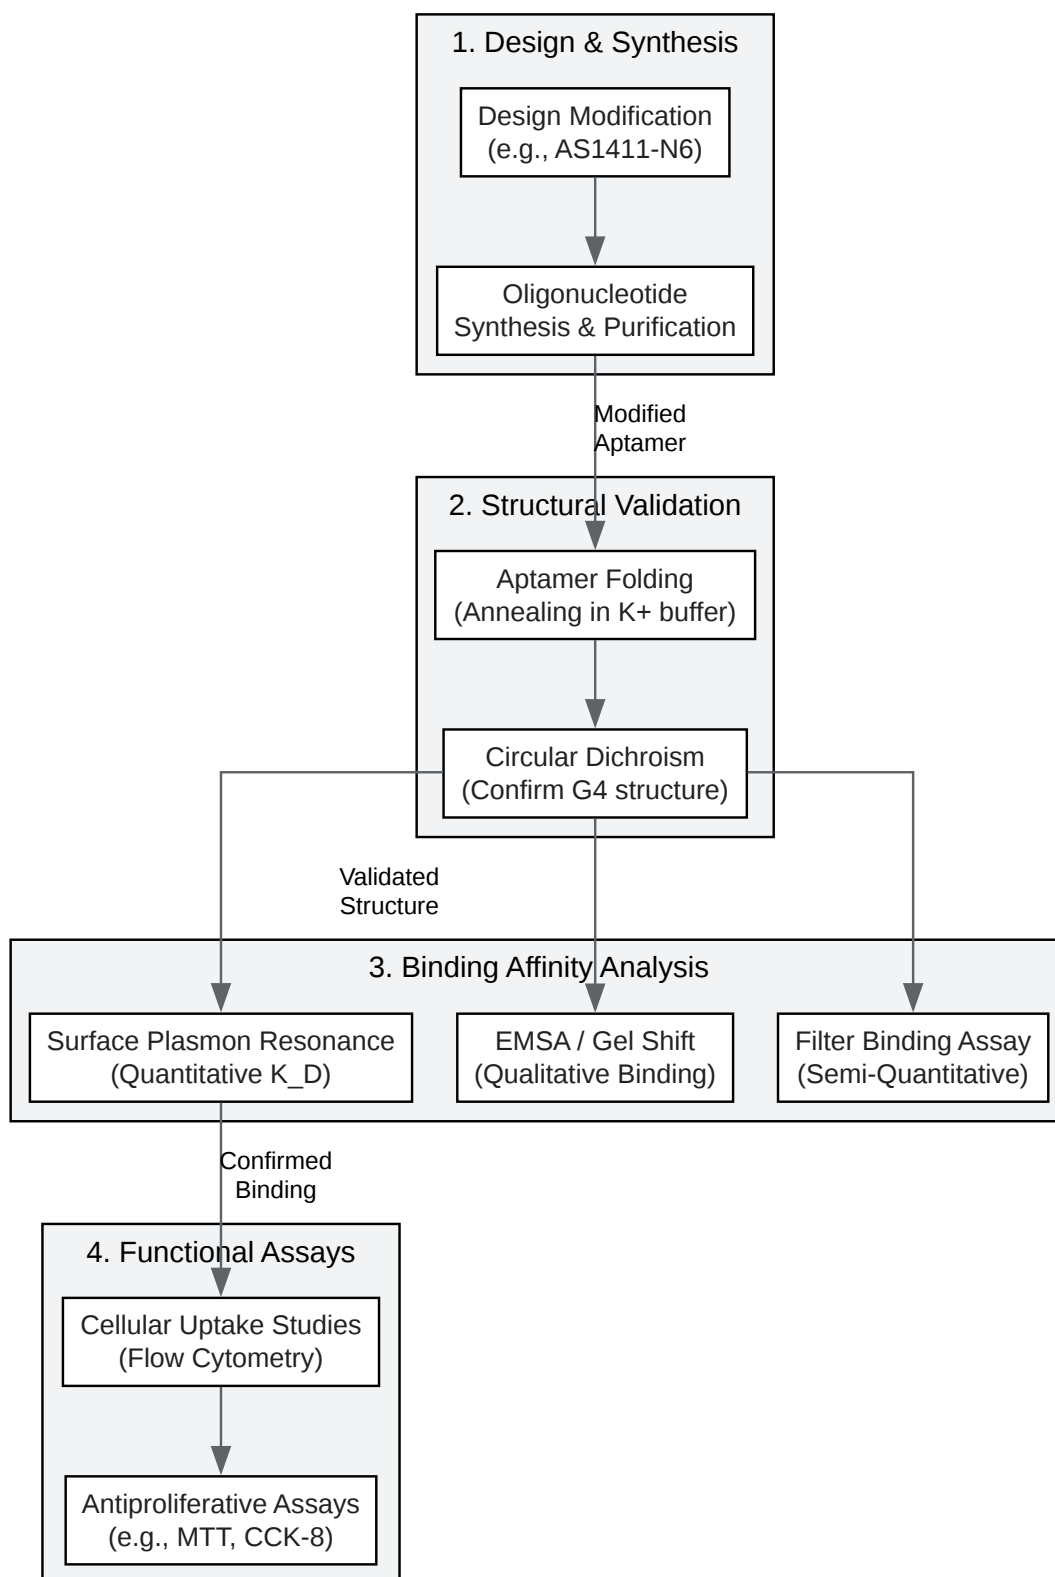 1. Design & Synthesis
Design Modification
(e.g., AS1411-N6)
Oligonucleotide
Synthesis & Purification
Modified
Aptamer
2. Structural Validation
Aptamer Folding
(Annealing in K+ buffer)
Circular Dichroism
(Confirm G4 structure)
Validated
Structure
3. Binding Affinity Analysis
Surface Plasmon Resonance
(Quantitative K_D)
EMSA / Gel Shift
(Qualitative Binding)
Filter Binding Assay
(Semi-Quantitative)
Confirmed
Binding
4. Functional Assays
Cellular Uptake Studies
(Flow Cytometry)
Antiproliferative Assays
(e.g., MTT, CCK-8)